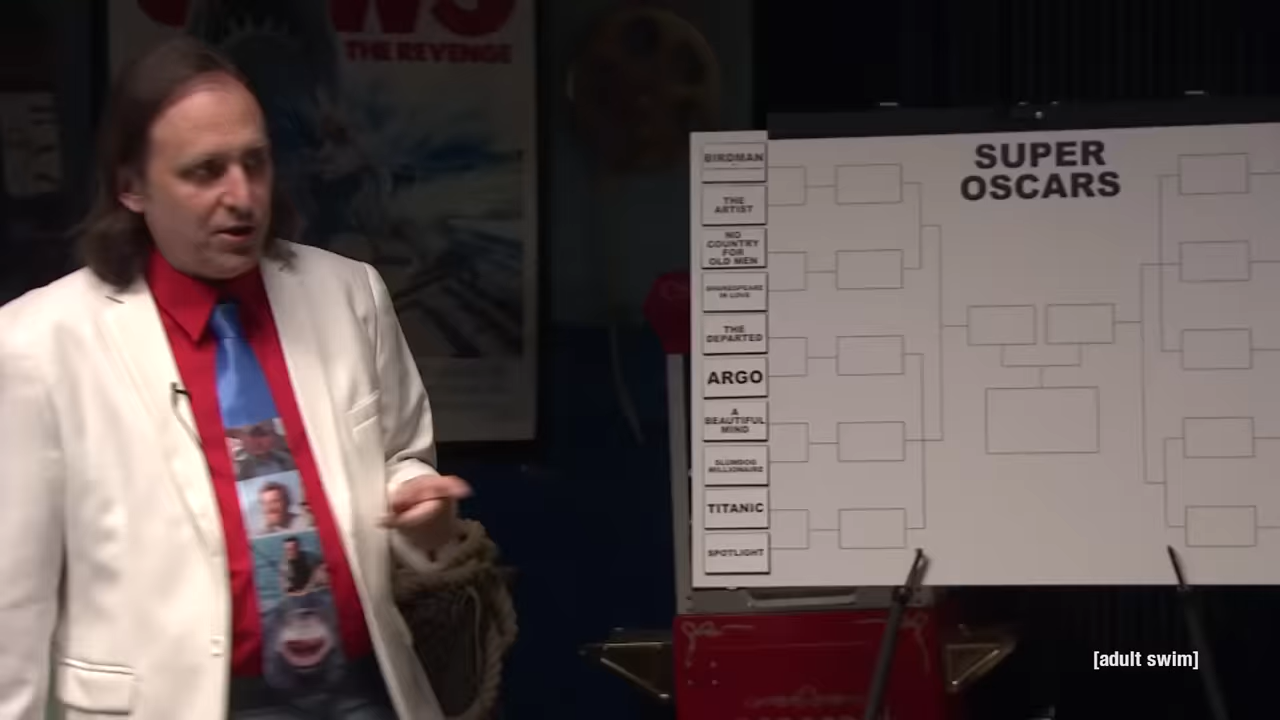 WS
THE REVENGE
SUPER
OSCARS
BIRDMAN
THE
ARTIST
NO
COUNTRY
FOR
OLD MEN
SHAKESPEARE
IN LOVE
THE
DEPARTED
ARGO
A
BEAUTIFUL
MIND
SLUMDOG
MILLIONAIRE
TITANIC
SPOTLIGHT
[adult swim]